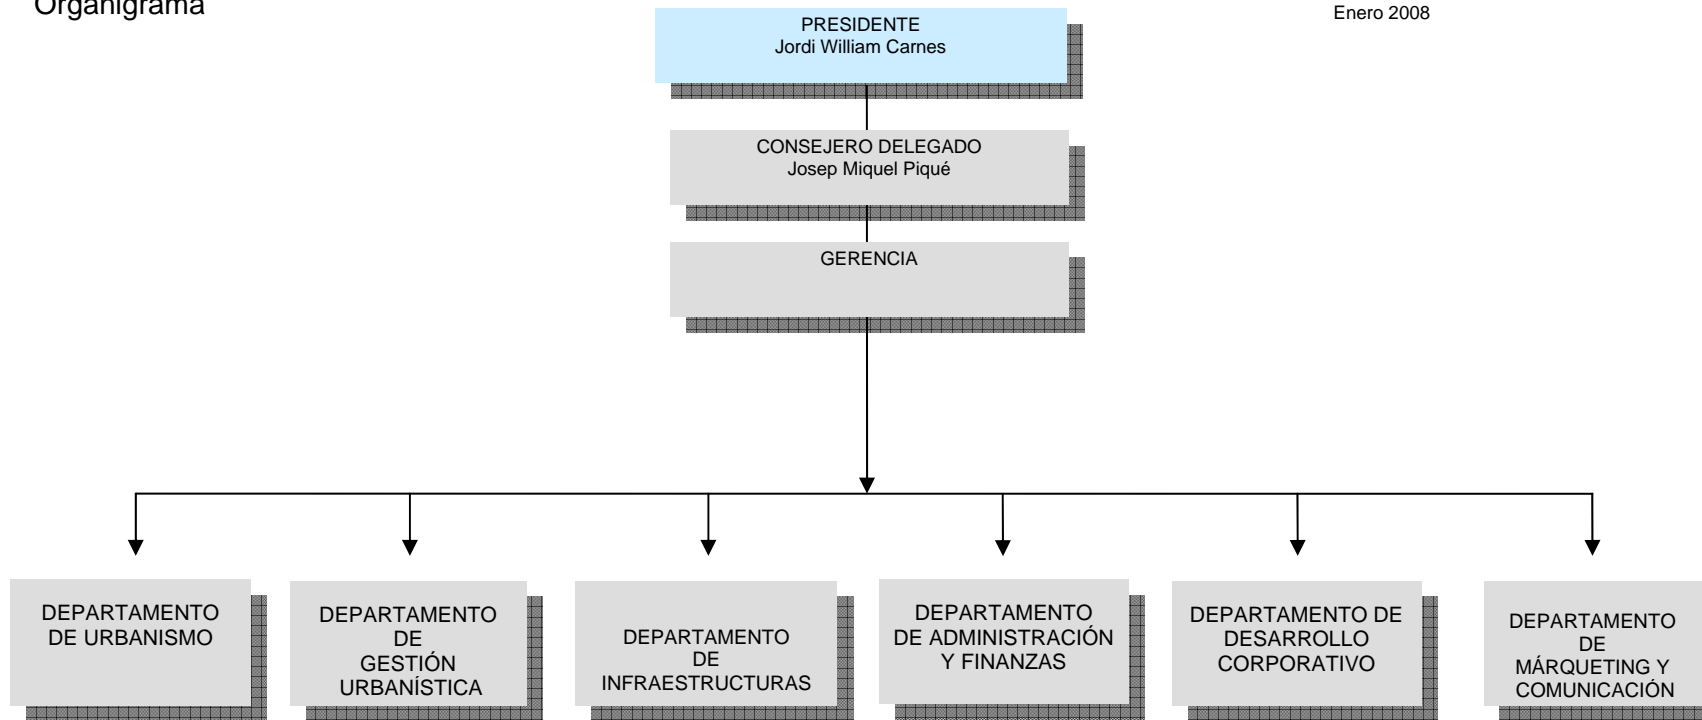 Organigrama
Enero 2008
PRESIDENTE
Jordi William Carnes
CONSEJERO DELEGADO
Josep Miquel Piqué
GERENCIA
DEPARTAMENTO
DE URBANISMO
DEPARTAMENTO
DE
GESTIÓN
URBANÍSTICA
DEPARTAMENTO
DE
INFRAESTRUCTURAS
DEPARTAMENTO
DE ADMINISTRACIÓN
Y FINANZAS
DEPARTAMENTO DE
DESARROLLO
CORPORATIVO
DEPARTAMENTO
DE
MÁRQUETING Y
COMUNICACIÓN